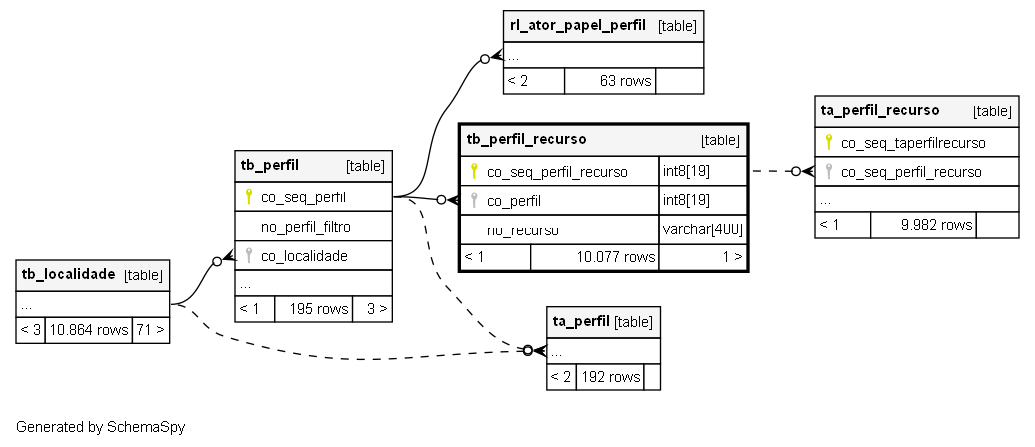 rl_ator_papel_perfil [table]
...
< 2 63 rows
tb_perfil_recurso [table]
co_seq_perfil_recurso int8[19]
co_perfil int8[19]
no_recurso varchar[400]
< 1 10.077 rows 1 >
ta_perfil_recurso [table]
co_seq_taperfilrecurso
co_seq_perfil_recurso
...
< 1 9.982 rows
tb_perfil [table]
co_seq_perfil
no_perfil_filtro
co_localidade
...
< 1 195 rows 3 >
tb_localidade [table]
...
< 3 10.864 rows 71 >
ta_perfil [table]
...
< 2 192 rows
Generated by SchemaSpy